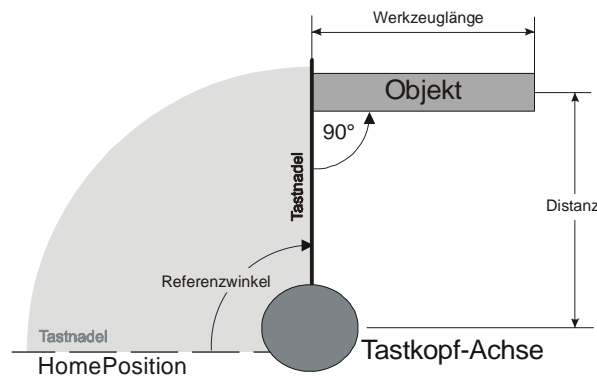 Werkzeuglänge
Objekt
90°
Tastnadel
Distanz
Referenzwinkel
Tastnadel
HomePosition
Tastkopf-Achse